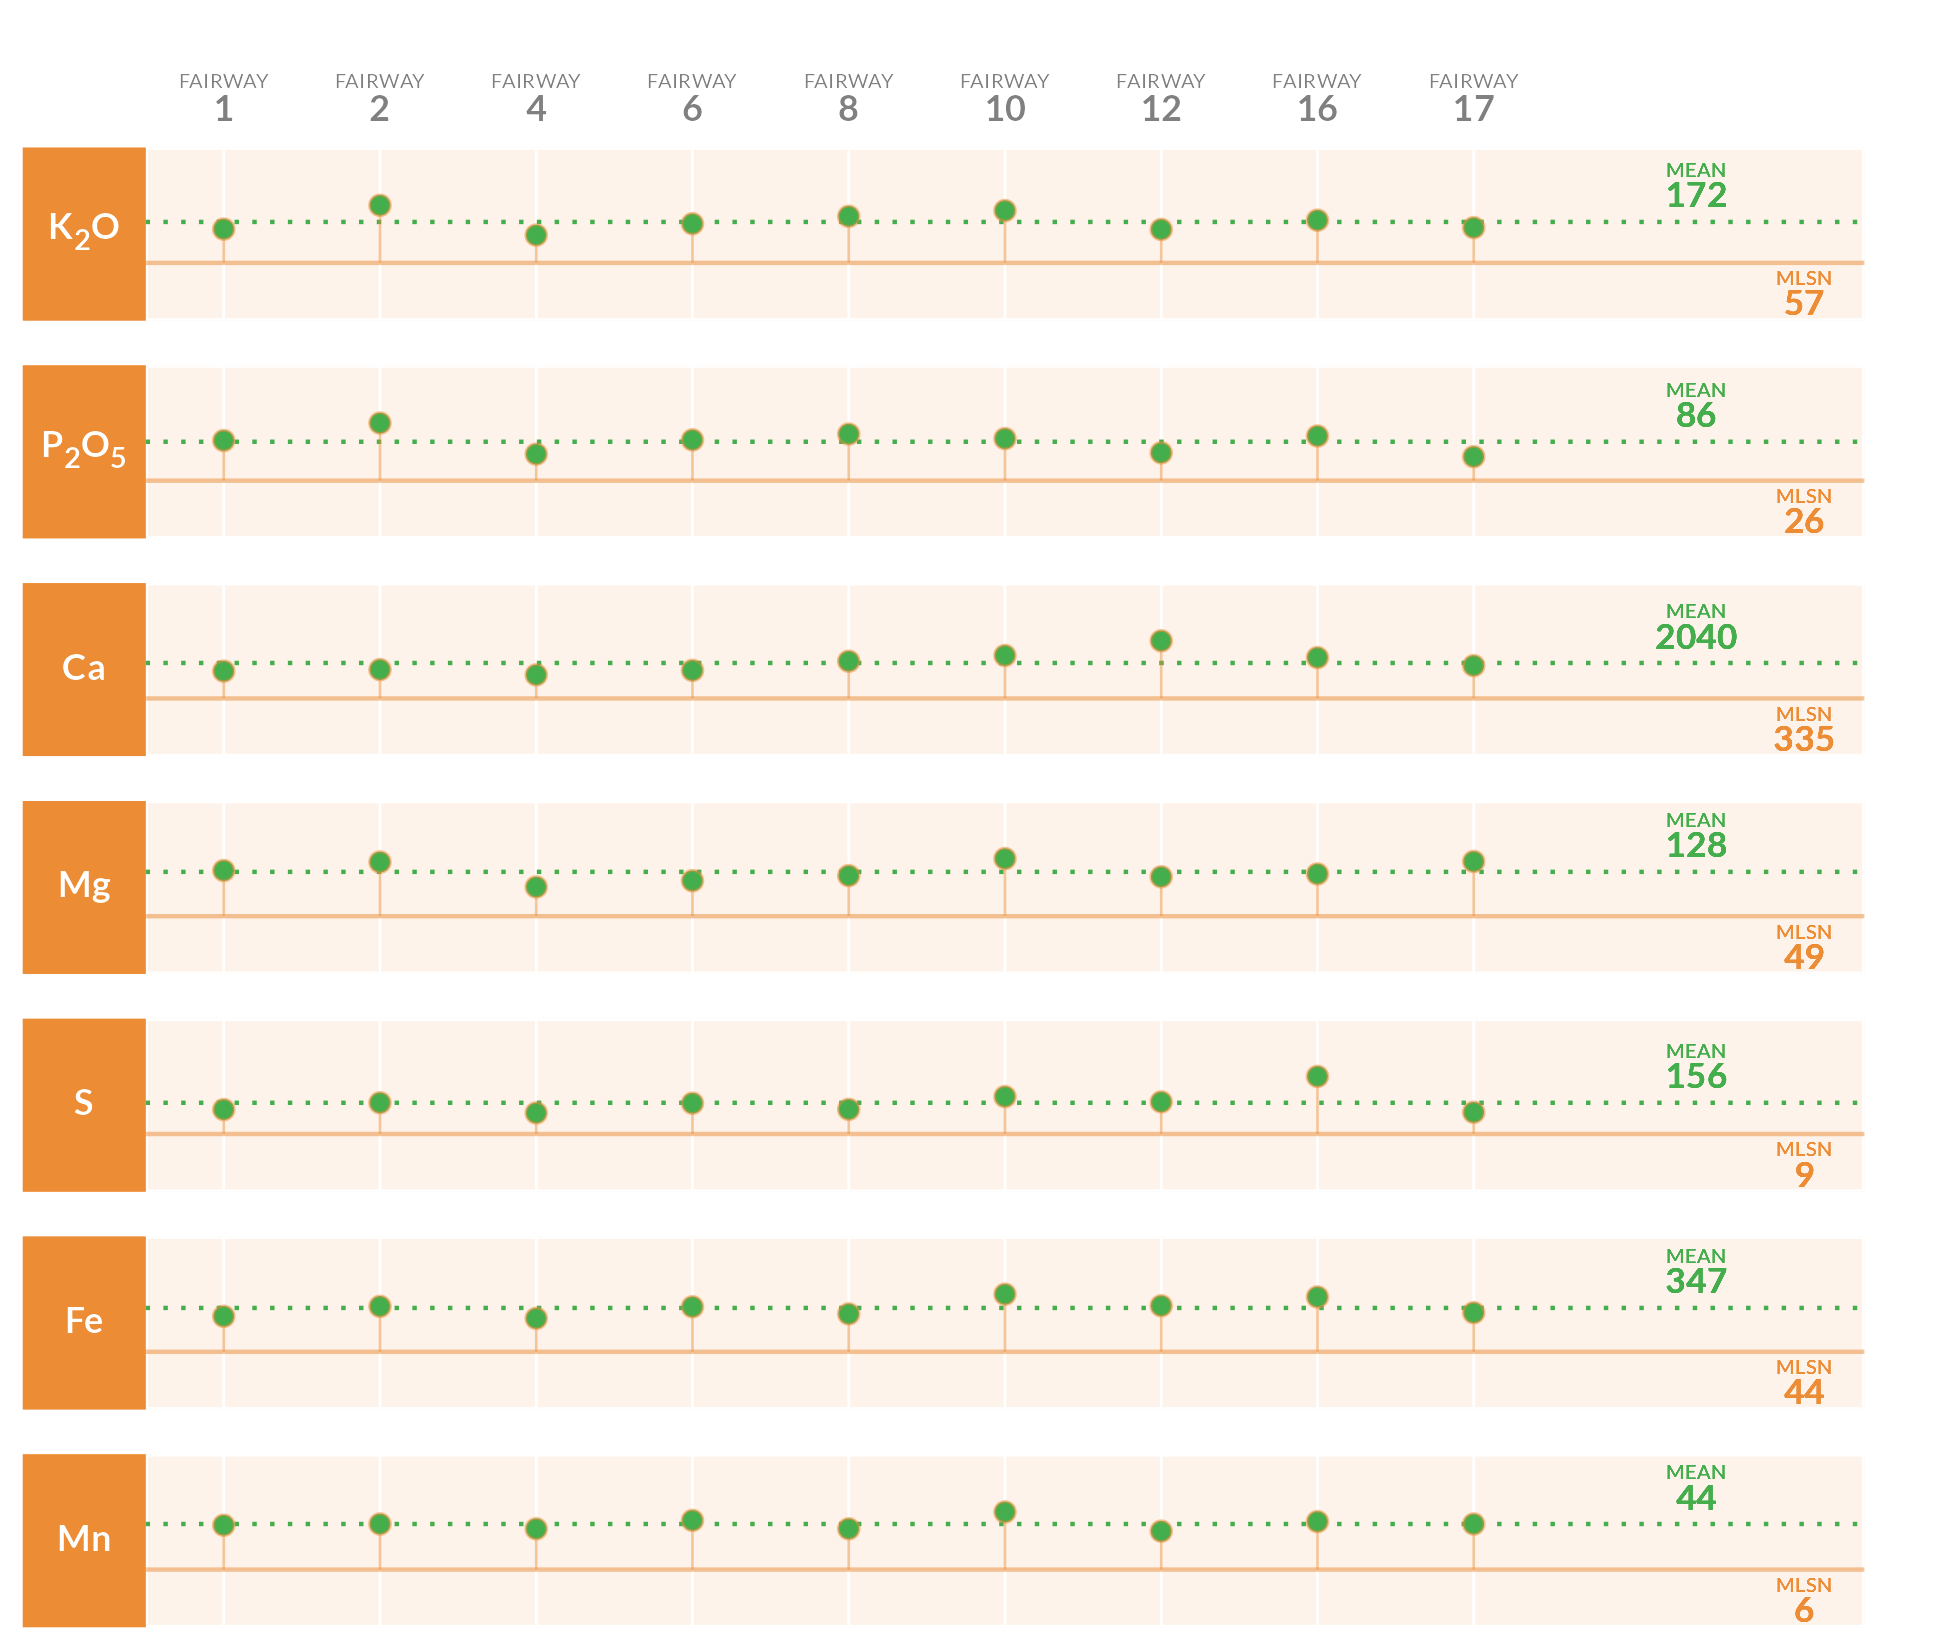 FAIRWAY FAIRWAY FAIRWAY FAIRWAY FAIRWAY FAIRWAY FAIRWAY FAIRWAY FAIRWAY
1 2 4 6 8 10 12 16 17
MEAN
172
K₂O
MLSN
57
MEAN
86
P₂O₅
MLSN
26
MEAN
2040
Ca
MLSN
335
MEAN
128
Mg
MLSN
49
MEAN
156
S
MLSN
9
MEAN
347
Fe
MLSN
44
MEAN
44
Mn
MLSN
6